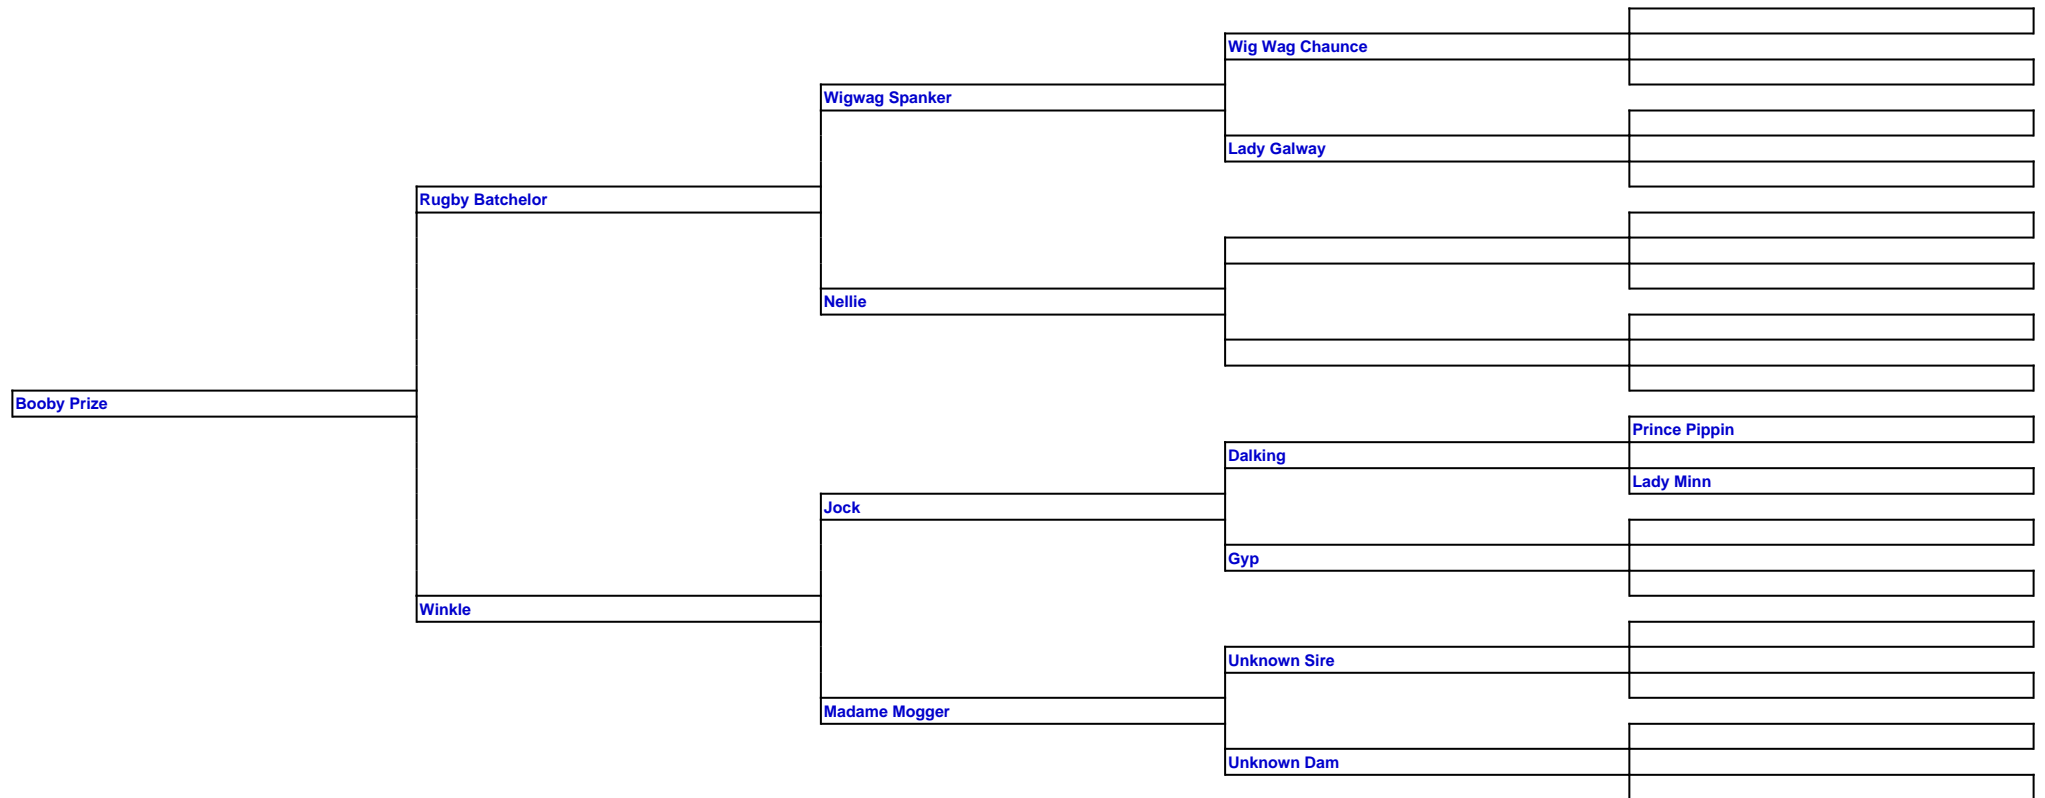 Wig Wag Chaunce
Wigwag Spanker
Lady Galway
Rugby Batchelor
Nellie
Booby Prize
Prince Pippin
Dalking
Lady Minn
Jock
Gyp
Winkle
Unknown Sire
Madame Mogger
Unknown Dam